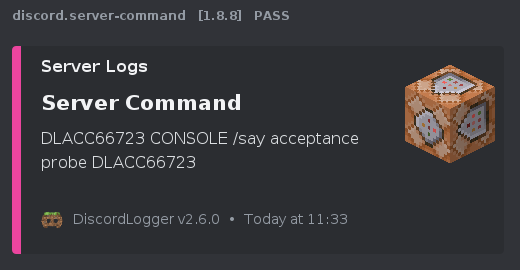 discord.server-command [1.8.8] PASS
Server Logs
Server Command
DLACC66723 CONSOLE /say acceptance
probe DLACC66723
DiscordLogger v2.6.0 • Today at 11:33